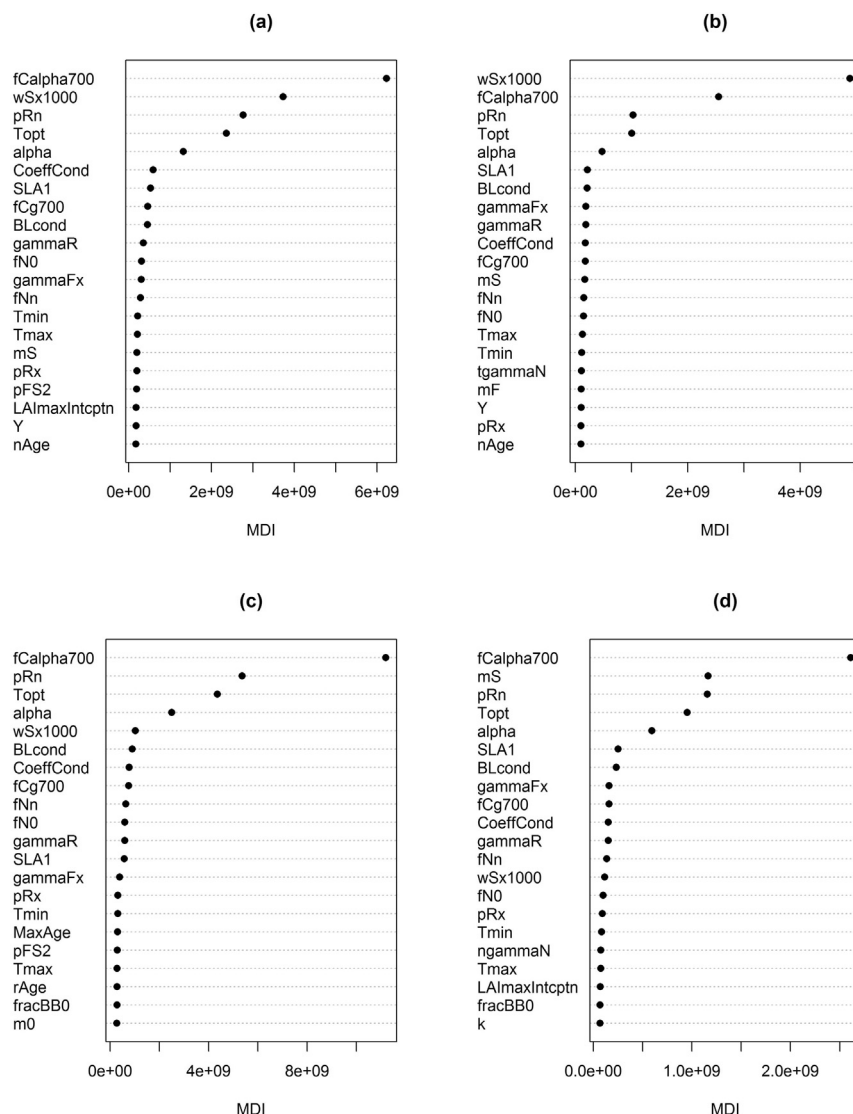 (a)
fCalpha700
wSx1000
pRn
Topt
alpha
CoeffCond
SLA1
fCg700
BLcond
gammaR
fN0
gammaFx
fNn
Tmin
Tmax
mS
pRx
pFS2
LAImaxIntcptn
Y
nAge
0e+00 2e+09 4e+09 6e+09
MDI
(b)
wSx1000
fCalpha700
pRn
Topt
alpha
SLA1
BLcond
gammaFx
gammaR
CoeffCond
fCg700
mS
fNn
fN0
Tmax
Tmin
tgammaN
mF
Y
pRx
nAge
0e+00 2e+09 4e+09
MDI
(c)
fCalpha700
pRn
Topt
alpha
wSx1000
BLcond
CoeffCond
fCg700
fNn
fN0
gammaR
SLA1
gammaFx
pRx
Tmin
MaxAge
pFS2
Tmax
rAge
fracBB0
m0
0e+00 4e+09 8e+09
MDI
(d)
fCalpha700
mS
pRn
Topt
alpha
SLA1
BLcond
gammaFx
fCg700
CoeffCond
gammaR
fNn
wSx1000
fN0
pRx
Tmin
ngammaN
Tmax
LAImaxIntcptn
fracBB0
k
0.0e+00 1.0e+09 2.0e+09
MDI